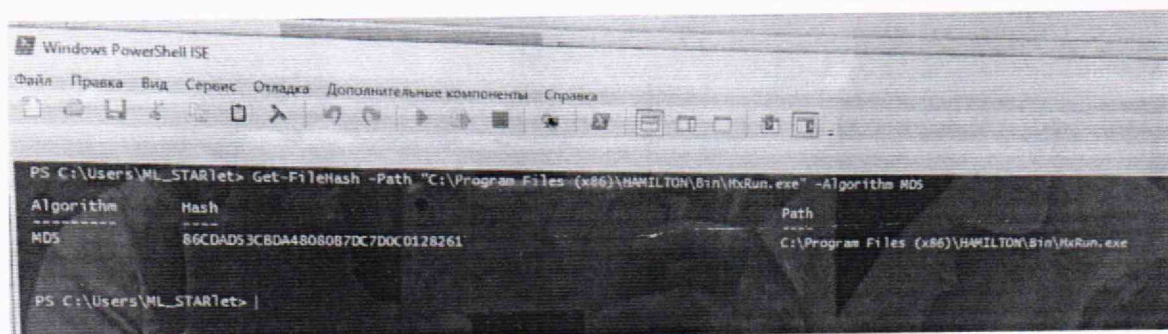 Windows PowerShell ISE
Файл Правка Вид Сервис Отладка Дополнительные компоненты Справка
PS C:\Users\ML_STARlet> Get-FileHash -Path "C:\Program Files (x86)\HAMILTON\Bin\HxRun.exe" -Algorithm MD5
Algorithm Hash Path
--------- ---- ----
MD5 C:\Program Files (x86)\HAMILTON\Bin\HxRun.exe
PS C:\Users\ML_STARlet>